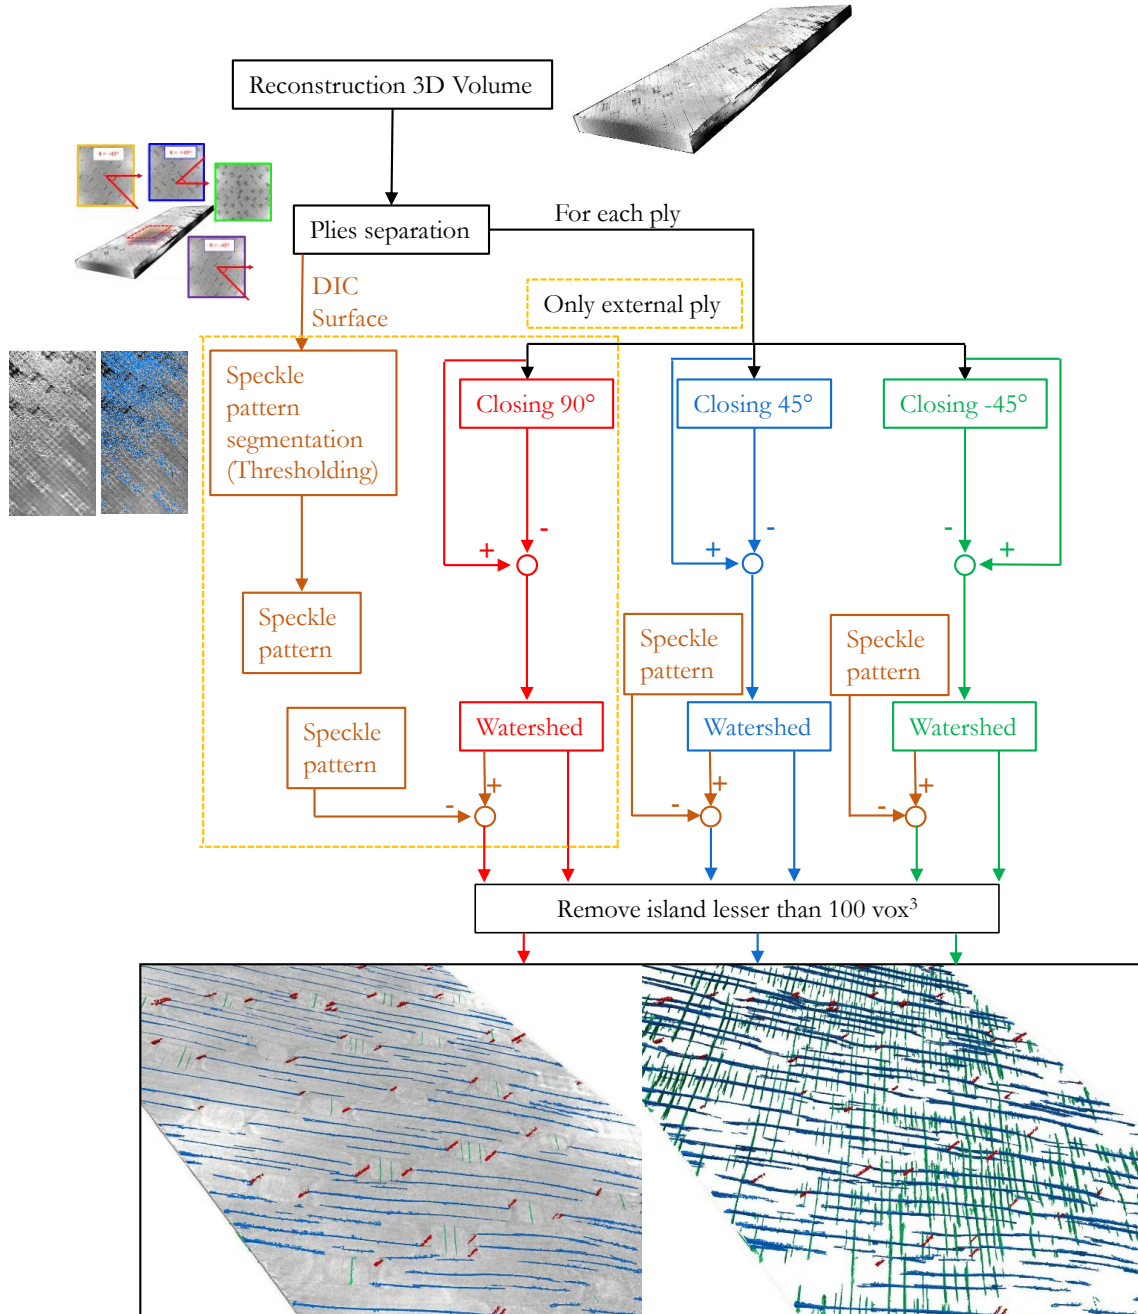 Reconstruction 3D Volume
Plies separation
For each ply
DIC
Surface
Only external ply
Speckle
pattern
segmentation
(Thresholding)
Closing 90°
Closing 45°
Closing -45°
-
-
-
+
+
+
Speckle
pattern
Speckle
pattern
Speckle
pattern
Speckle
pattern
Watershed
Watershed
Watershed
+
+
+
-
-
-
Remove island lesser than 100 vox³